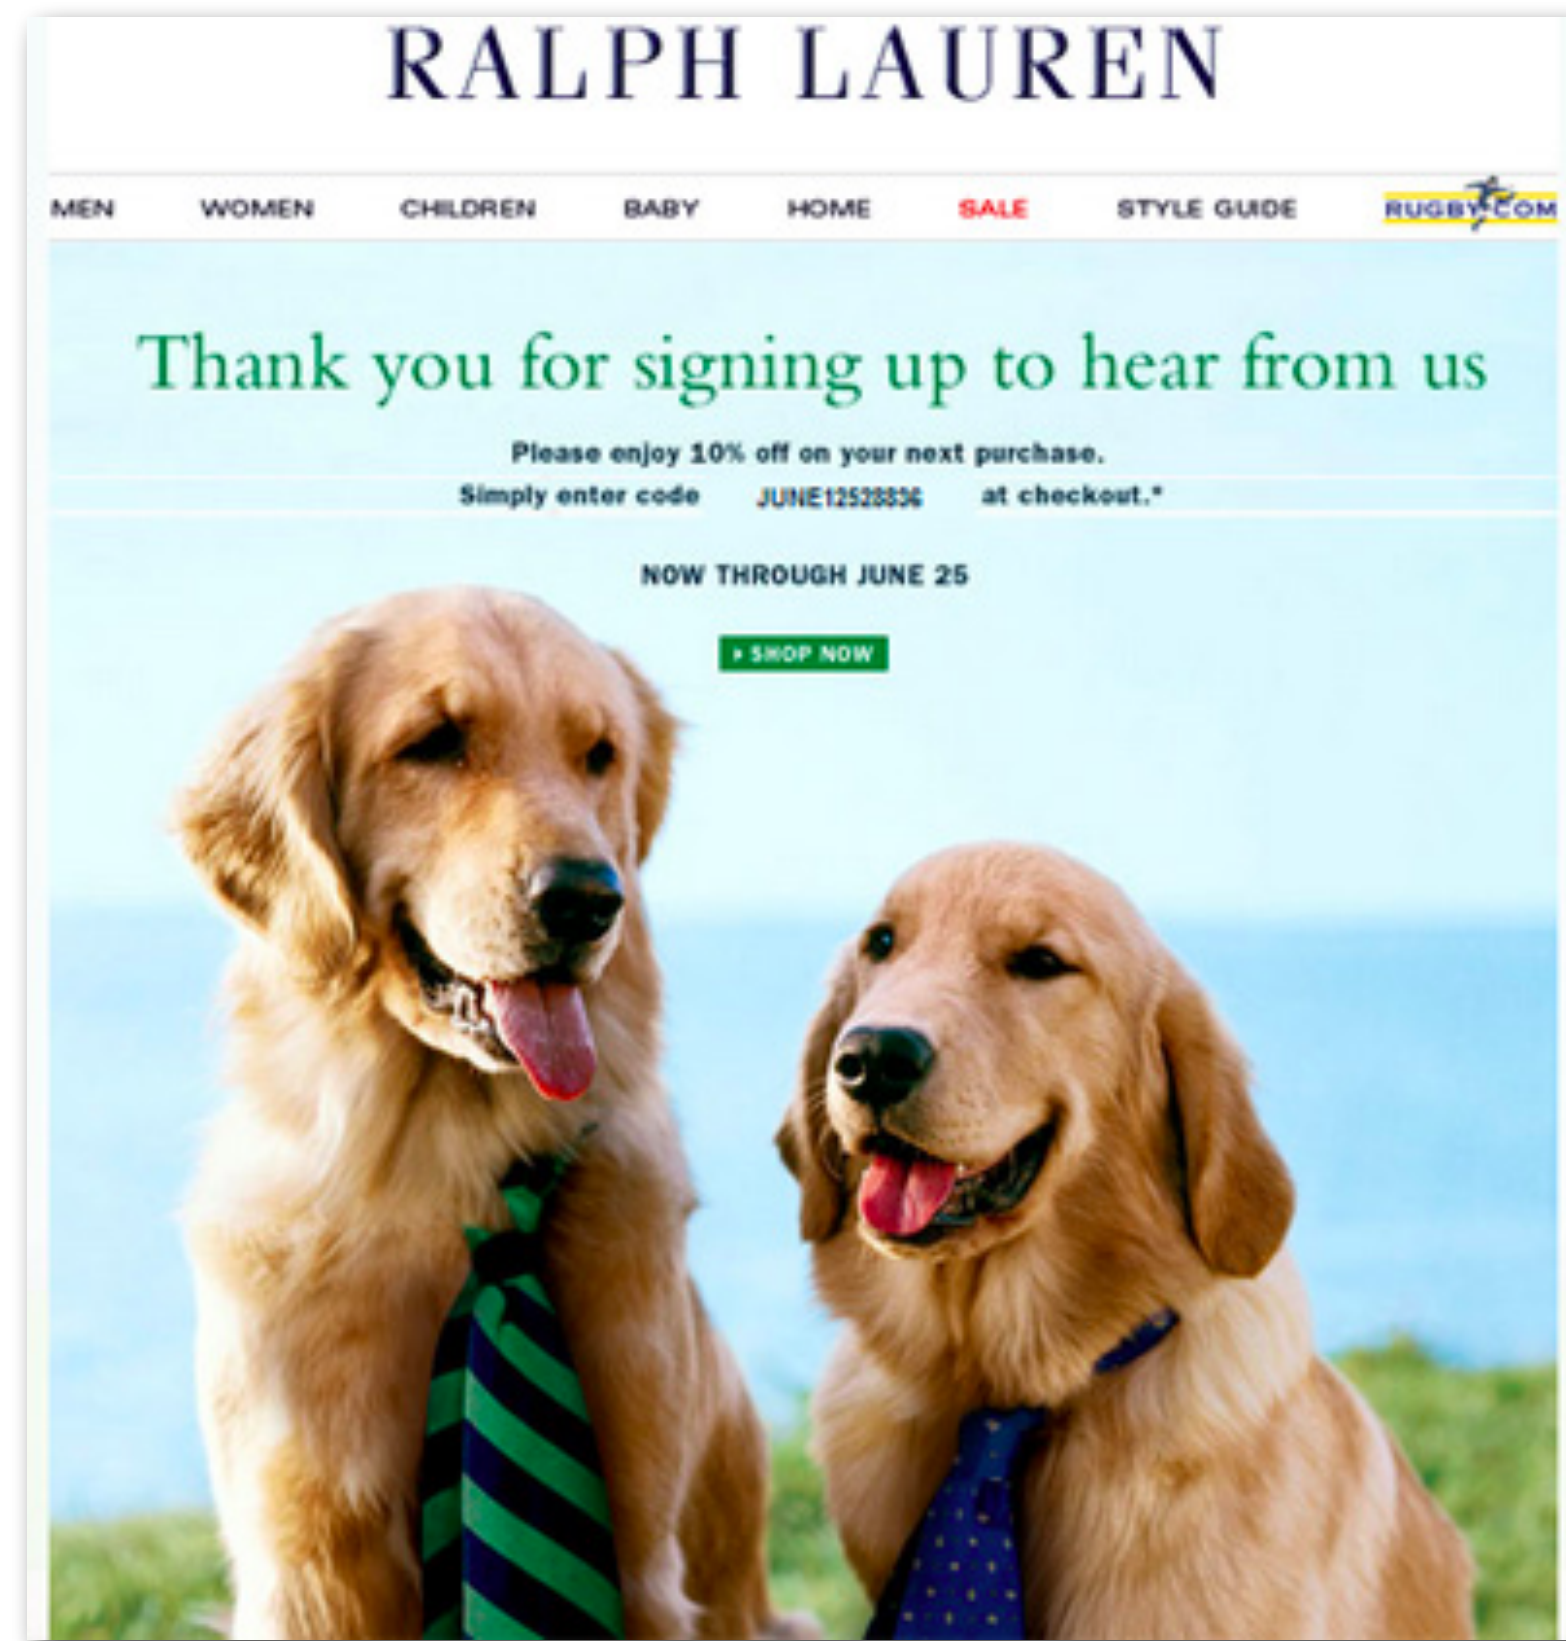 RALPH LAUREN
MEN WOMEN CHILDREN BABY HOME SALE STYLE GUIDE RUGBY.COM
Thank you for signing up to hear from us
Please enjoy 10% off on your next purchase.
Simply enter code JUNE12528836 at checkout.*
NOW THROUGH JUNE 25
SHOP NOW